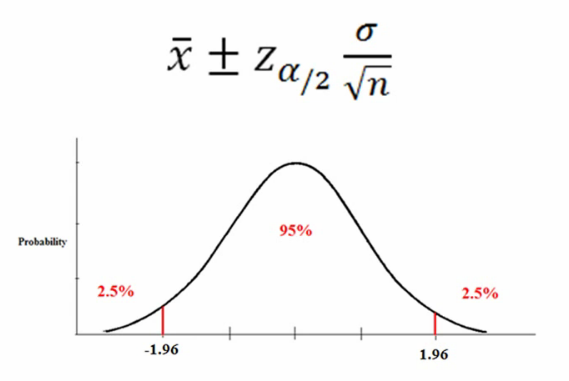 x̄ ± z_{α/2} σ/√n
95%
Probability
2.5% 2.5%
-1.96 1.96